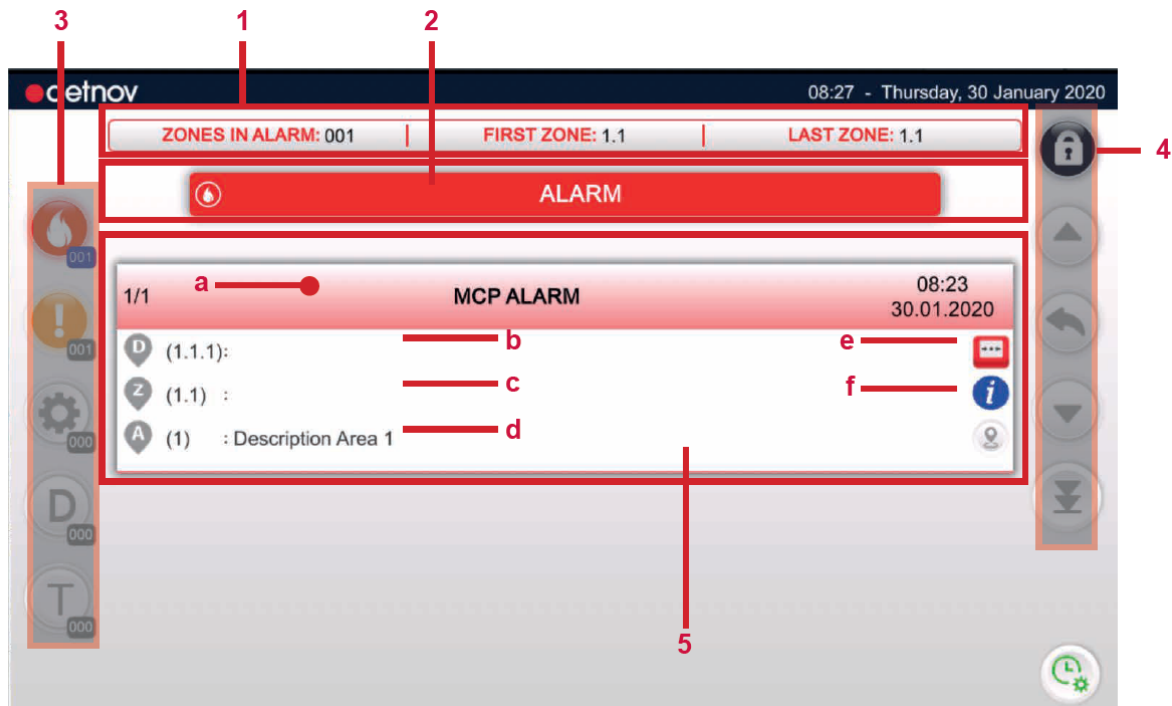 3 1 2
detnov 08:27 - Thursday, 30 January 2020
ZONES IN ALARM: 001 | FIRST ZONE: 1.1 | LAST ZONE: 1.1
4
ALARM
001
a
1/1 MCP ALARM 08:23
30.01.2020
! 001
D (1.1.1): b e ...
Z (1.1) : c f i
A (1) : Description Area 1 d
000
D 000
T 000
5